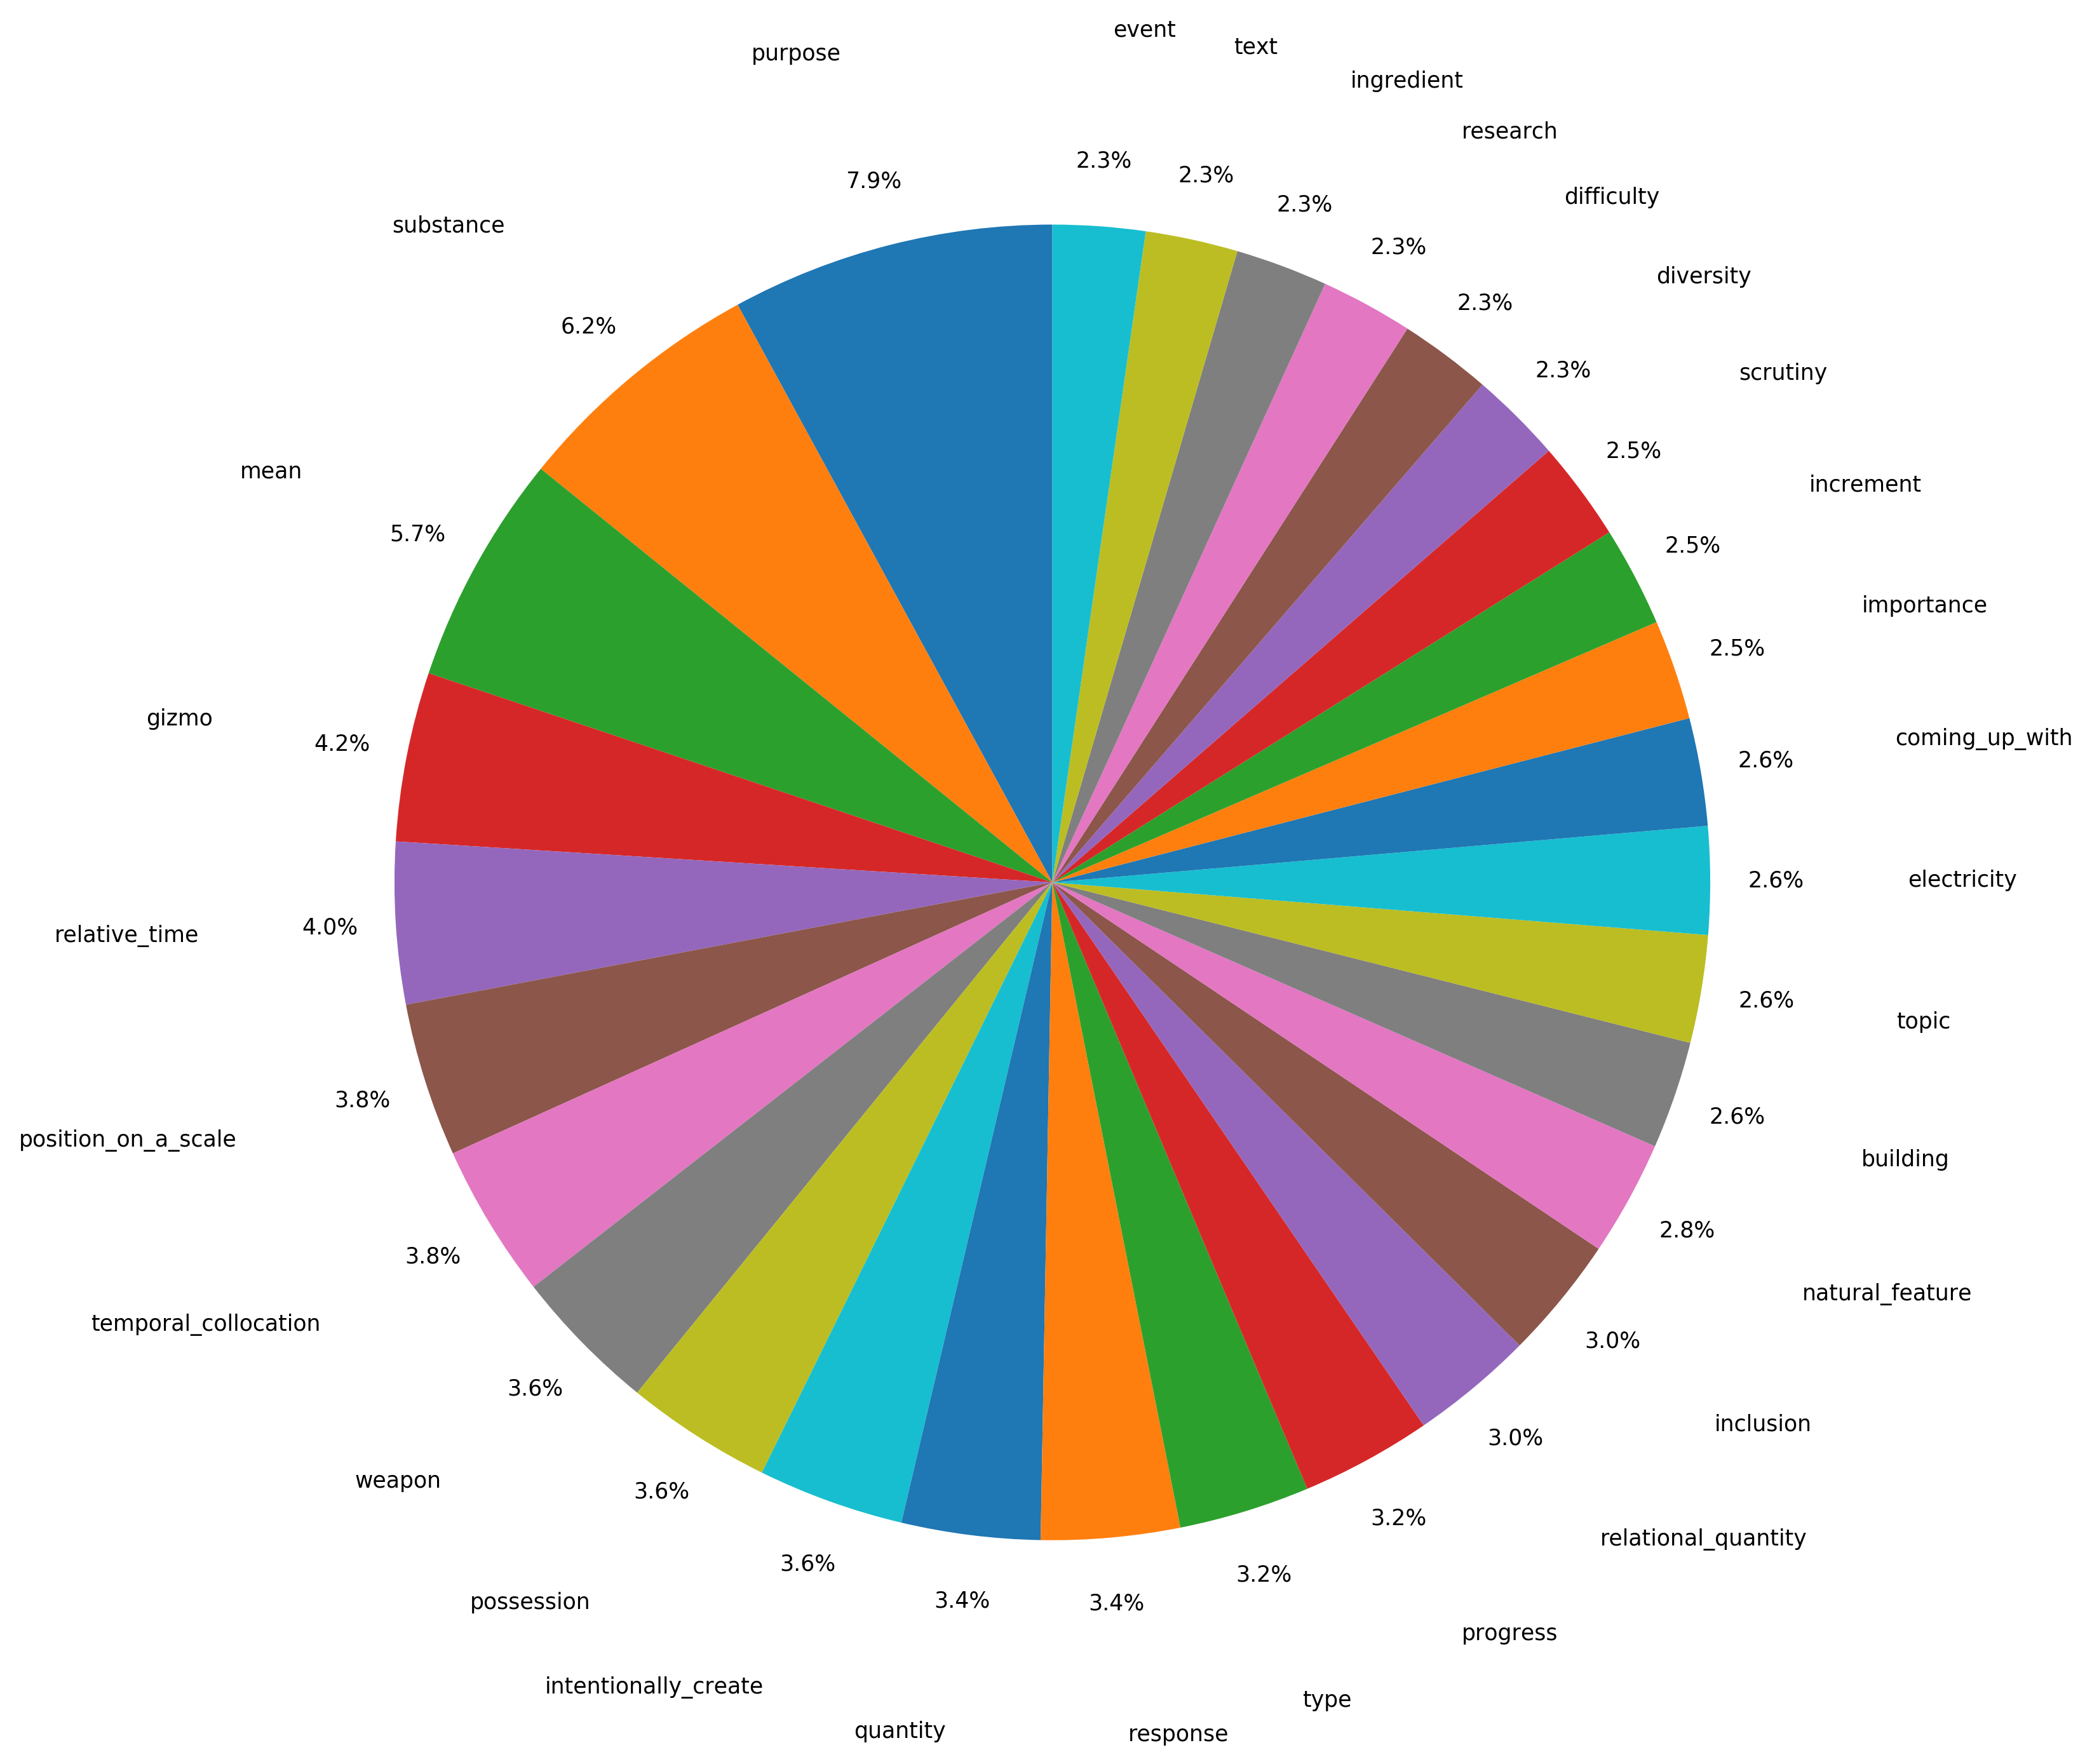 event
text
purpose
ingredient
research
2.3%
2.3%
7.9%
difficulty
2.3%
substance
2.3%
diversity
2.3%
6.2%
2.3%
scrutiny
2.5%
mean
increment
5.7%
2.5%
importance
2.5%
gizmo
coming_up_with
4.2%
2.6%
2.6%
electricity
4.0%
relative_time
2.6%
topic
3.8%
2.6%
position_on_a_scale
building
2.8%
3.8%
natural_feature
temporal_collocation
3.0%
3.6%
inclusion
3.0%
weapon
3.6%
3.2%
relational_quantity
3.6%
3.2%
possession
3.4%
3.4%
progress
intentionally_create
type
quantity
response